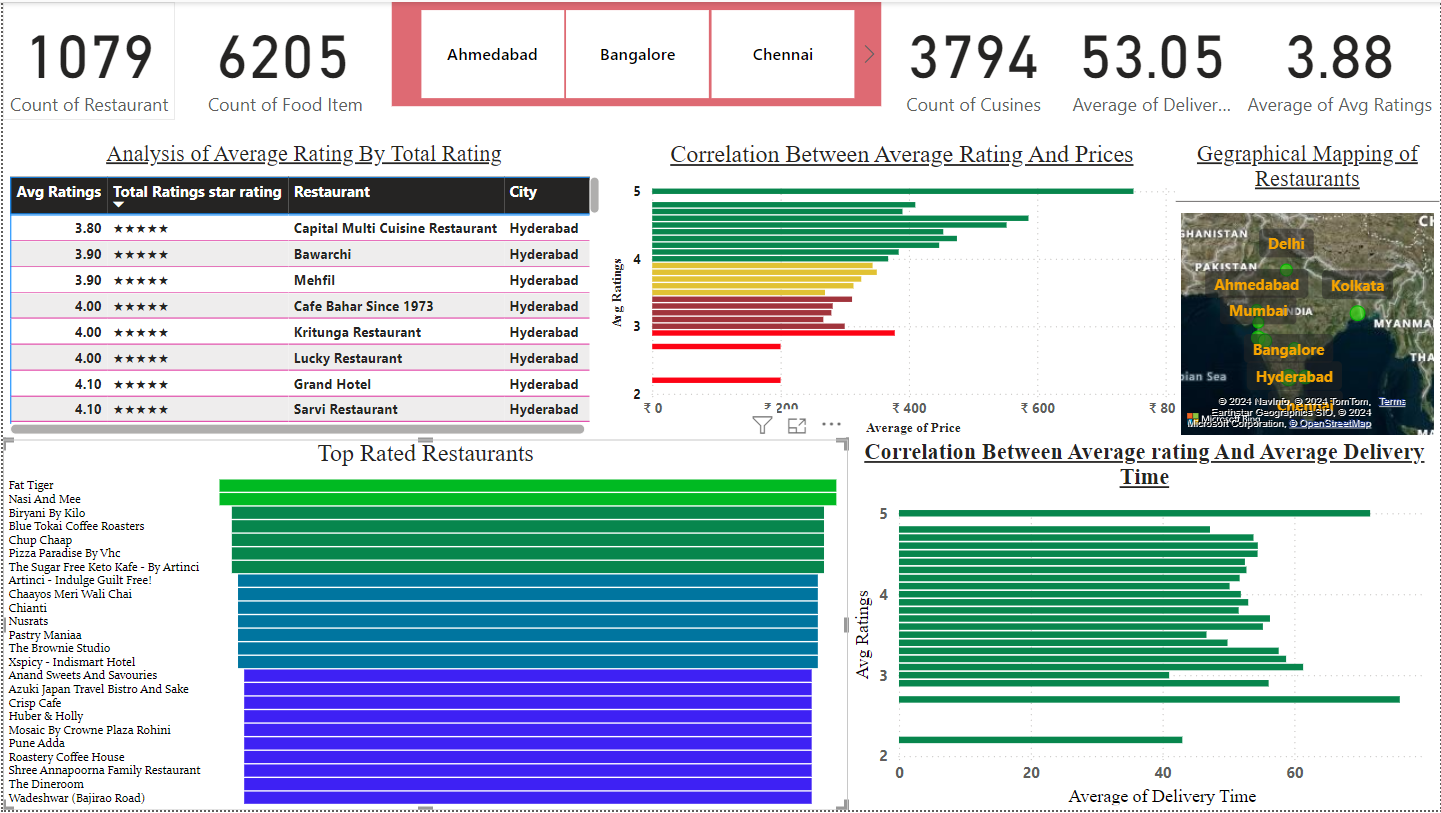 1079
Count of Restaurant
6205
Count of Food Item
Ahmedabad
Bangalore
Chennai
3794
Count of Cusines
53.05
Average of Deliver...
3.88
Average of Avg Ratings
Analysis of Average Rating By Total Rating
Avg Ratings Total Ratings star rating Restaurant City
3.80 ★★★★★ Capital Multi Cuisine Restaurant Hyderabad
3.90 ★★★★★ Bawarchi Hyderabad
3.90 ★★★★★ Mehfil Hyderabad
4.00 ★★★★★ Cafe Bahar Since 1973 Hyderabad
4.00 ★★★★★ Kritunga Restaurant Hyderabad
4.00 ★★★★★ Lucky Restaurant Hyderabad
4.10 ★★★★★ Grand Hotel Hyderabad
4.10 ★★★★★ Sarvi Restaurant Hyderabad
Correlation Between Average Rating And Prices
Avg Ratings
5
4
3
2
₹ 0 ₹ 200 ₹ 400 ₹ 600 ₹ 80
Average of Price
Gegraphical Mapping of
Restaurants
GHANISTAN
Delhi
PAKISTAN
Ahmedabad
Kolkata
Mumbai
INDIA
MYANMA
Bangalore
THA
bian Sea
Hyderabad
Chennai
© 2024 NavInfo, © 2024 TomTom, Terms
Earthstar Geographics SIO, © 2024
Microsoft Corporation, © OpenStreetMap
Microsoft Bing
Top Rated Restaurants
Fat Tiger
Nasi And Mee
Biryani By Kilo
Blue Tokai Coffee Roasters
Chup Chaap
Pizza Paradise By Vhc
The Sugar Free Keto Kafe - By Artinci
Artinci - Indulge Guilt Free!
Chaayos Meri Wali Chai
Chianti
Nusrats
Pastry Maniaa
The Brownie Studio
Xspicy - Indismart Hotel
Anand Sweets And Savouries
Azuki Japan Travel Bistro And Sake
Crisp Cafe
Huber & Holly
Mosaic By Crowne Plaza Rohini
Pune Adda
Roastery Coffee House
Shree Annapoorna Family Restaurant
The Dineroom
Wadeshwar (Bajirao Road)
Correlation Between Average rating And Average Delivery
Time
Avg Ratings
5
4
3
2
0 20 40 60
Average of Delivery Time